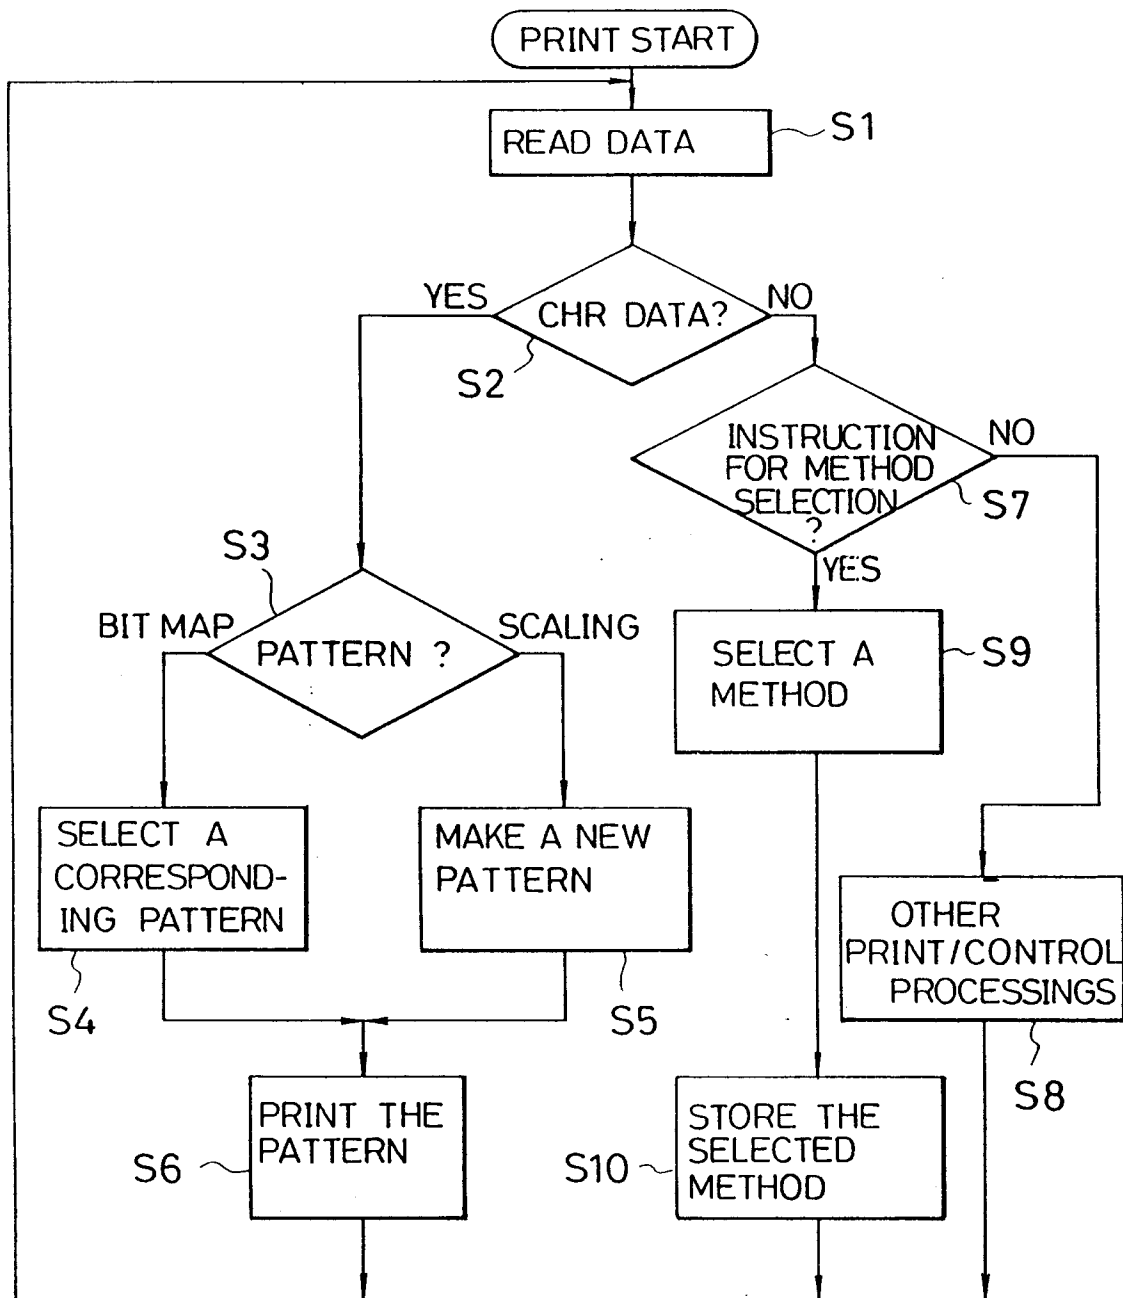 PRINT START
READ DATA
S1
YES
CHR DATA?
NO
S2
INSTRUCTION
FOR METHOD
SELECTION
?
NO
S7
YES
S3
BIT MAP
PATTERN ?
SCALING
SELECT A
METHOD
S9
SELECT A
CORRESPOND-
ING PATTERN
S4
MAKE A NEW
PATTERN
S5
OTHER
PRINT/CONTROL
PROCESSINGS
S8
PRINT THE
PATTERN
S6
STORE THE
SELECTED
METHOD
S10